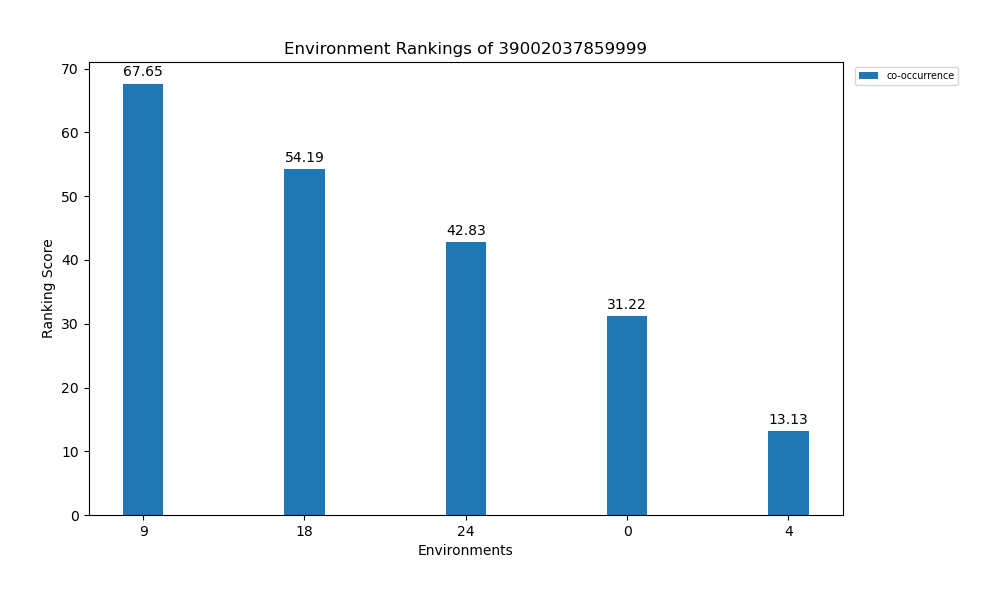 Environment Rankings of 39002037859999
co-occurrence
Ranking Score
70
60
50
40
30
20
10
0
67.65
54.19
42.83
31.22
13.13
9 18 24 0 4
Environments